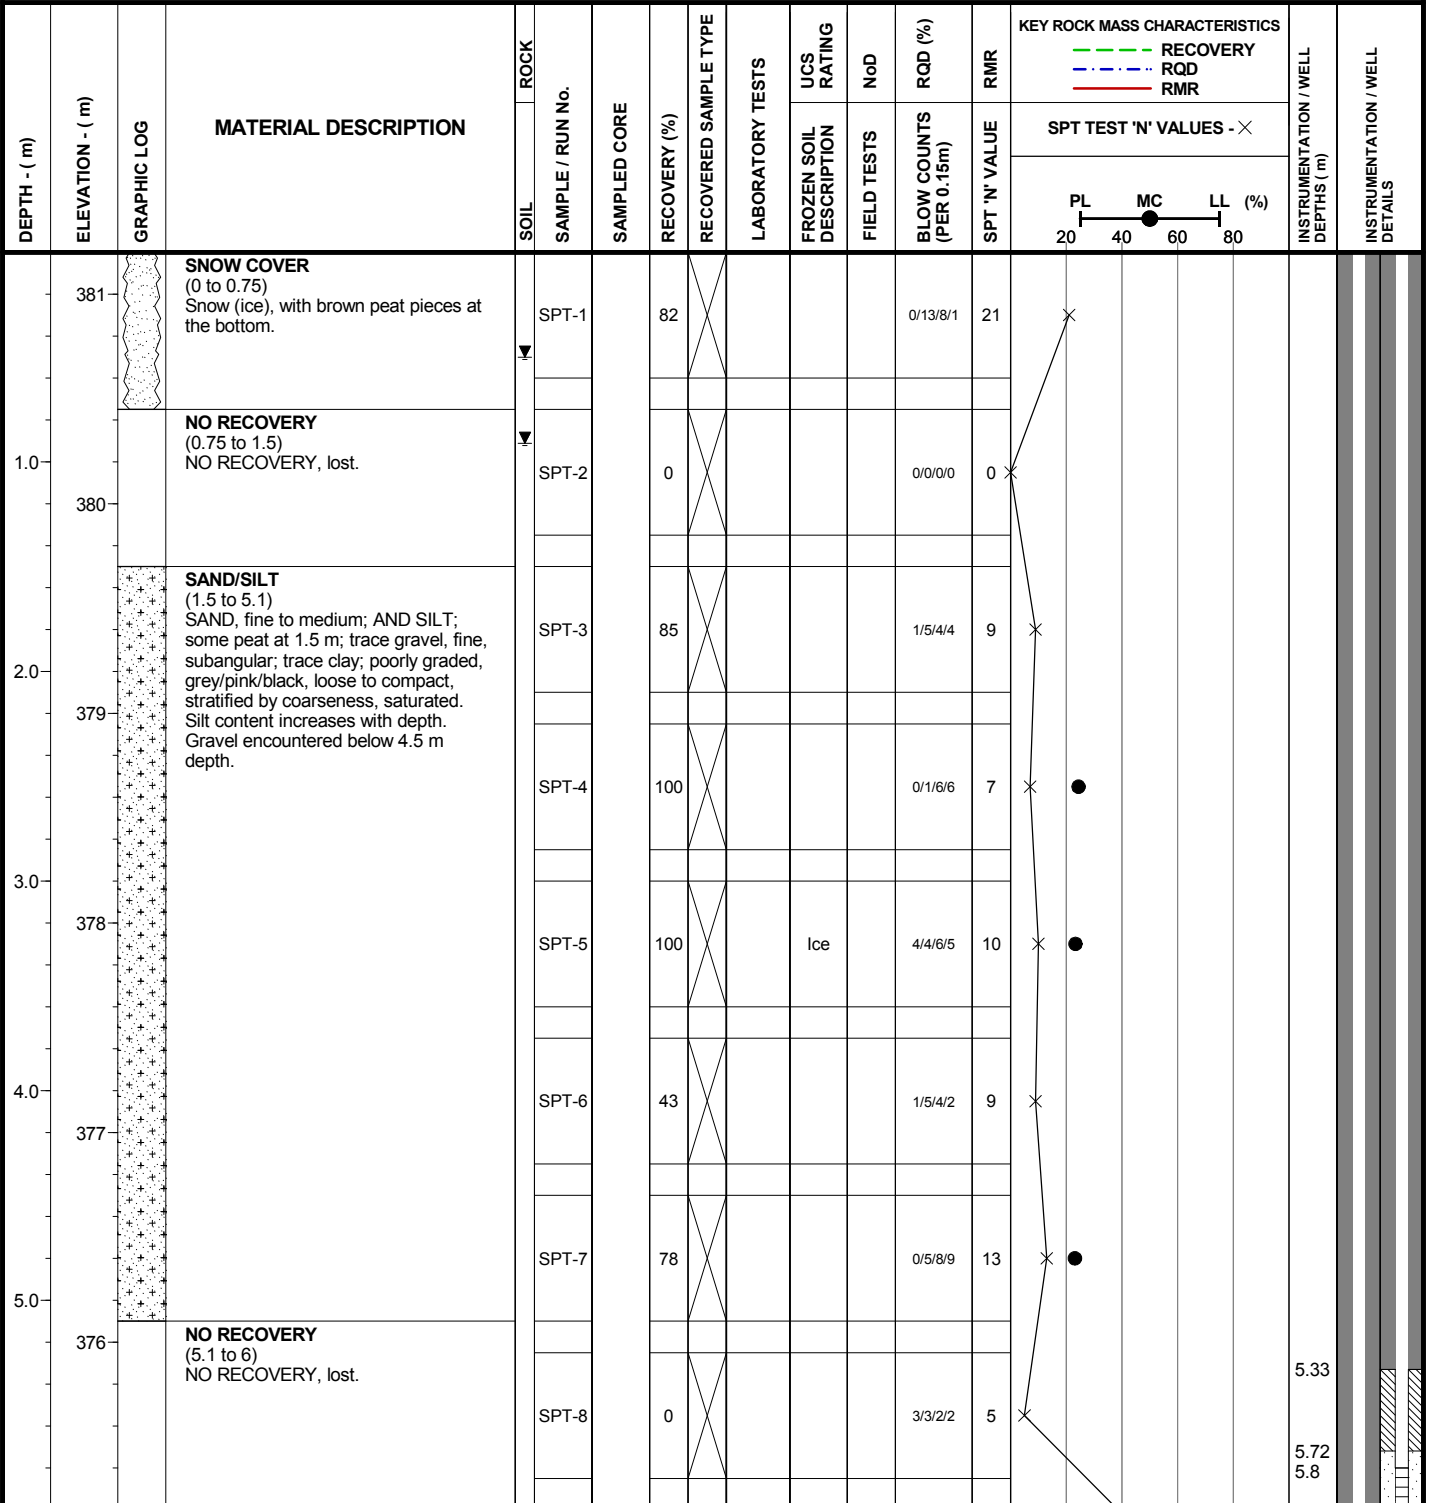 DEPTH - ( m)
ELEVATION - ( m)
GRAPHIC LOG
MATERIAL DESCRIPTION
ROCK
SOIL
SAMPLE / RUN No.
SAMPLED CORE
RECOVERY (%)
RECOVERED SAMPLE TYPE
LABORATORY TESTS
UCS
RATING
FROZEN SOIL
DESCRIPTION
NoD
FIELD TESTS
RQD (%)
BLOW COUNTS
(PER 0.15m)
RMR
SPT 'N' VALUE
KEY ROCK MASS CHARACTERISTICS
RECOVERY
RQD
RMR
SPT TEST 'N' VALUES - ×
PL MC LL (%)
20 40 60 80
INSTRUMENTATION / WELL
DEPTHS ( m)
INSTRUMENTATION / WELL
DETAILS
SNOW COVER
(0 to 0.75)
381
Snow (ice), with brown peat pieces at
the bottom.
SPT-1 82 0/13/8/1 21
NO RECOVERY
(0.75 to 1.5)
1.0
NO RECOVERY, lost.
SPT-2 0 0/0/0/0 0
380
SAND/SILT
(1.5 to 5.1)
SAND, fine to medium; AND SILT;
some peat at 1.5 m; trace gravel, fine,
subangular; trace clay; poorly graded,
grey/pink/black, loose to compact,
stratified by coarseness, saturated.
Silt content increases with depth.
Gravel encountered below 4.5 m
depth.
SPT-3 85 1/5/4/4 9
2.0
379
SPT-4 100 0/1/6/6 7
3.0
378
SPT-5 100 Ice 4/4/6/5 10
4.0
SPT-6 43 1/5/4/2 9
377
SPT-7 78 0/5/8/9 13
5.0
NO RECOVERY
376
(5.1 to 6)
NO RECOVERY, lost.
5.33
SPT-8 0 3/3/2/2 5
5.72
5.8